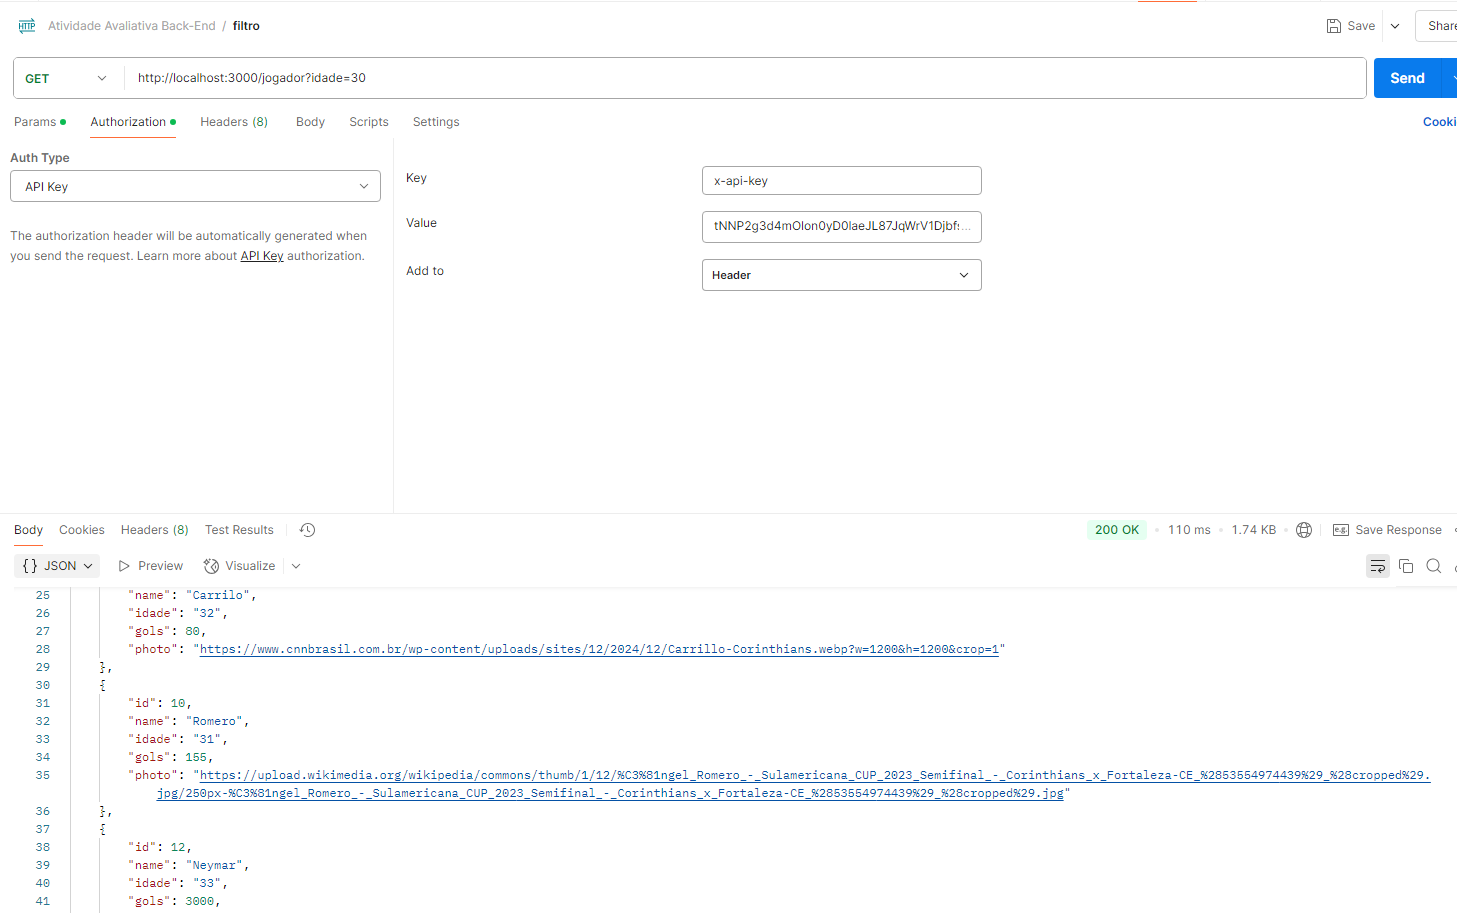 HTTP Atividade Avaliativa Back-End / filtro Save Share
GET http://localhost:3000/jogador?idade=30 Send
Params Authorization Headers (8) Body Scripts Settings Cooki
Auth Type
API Key
The authorization header will be automatically generated when
you send the request. Learn more about API Key authorization.
Key x-api-key
Value
Add to Header
Body Cookies Headers (8) Test Results 200 OK 110 ms 1.74 KB e.g. Save Response
{} JSON Preview Visualize
25 "name": "Carrilo",
26 "idade": "32",
27 "gols": 80,
28 "photo": "https://www.cnnbrasil.com.br/wp-content/uploads/sites/12/2024/12/Carrillo-Corinthians.webp?w=1200&h=1200&crop=1"
29 },
30 {
31 "id": 10,
32 "name": "Romero",
33 "idade": "31",
34 "gols": 155,
35 "photo": "https://upload.wikimedia.org/wikipedia/commons/thumb/1/12/%C3%81ngel_Romero_-_Sulamericana_CUP_2023_Semifinal_-_Corinthians_x_Fortaleza-CE_%2853554974439%29_%28cropped%29.
jpg/250px-%C3%81ngel_Romero_-_Sulamericana_CUP_2023_Semifinal_-_Corinthians_x_Fortaleza-CE_%2853554974439%29_%28cropped%29.jpg"
36 },
37 {
38 "id": 12,
39 "name": "Neymar",
40 "idade": "33",
41 "gols": 3000,